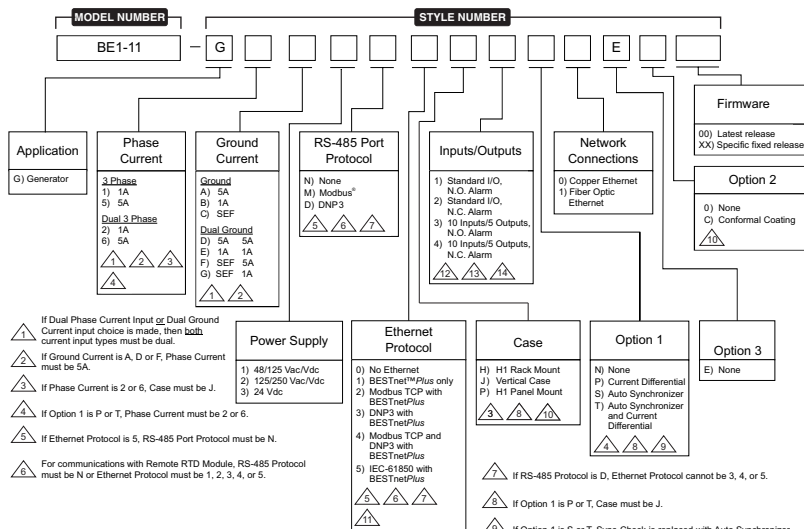 MODEL NUMBER
STYLE NUMBER
BE1-11
–
G
E
Application
G) Generator
Phase
Current
3 Phase
1) 1A
5) 5A
Dual 3 Phase
2) 1A
6) 5A
1
2
3
4
Ground
Current
Ground
A) 5A
B) 1A
C) SEF
Dual Ground
D) 5A 5A
E) 1A 1A
F) SEF 5A
G) SEF 1A
1
2
RS-485 Port
Protocol
N) None
M) Modbus®
D) DNP3
5
6
7
Inputs/Outputs
1) Standard I/O,
N.O. Alarm
2) Standard I/O,
N.C. Alarm
3) 10 Inputs/5 Outputs,
N.O. Alarm
4) 10 Inputs/5 Outputs,
N.C. Alarm
12
13
14
Network
Connections
0) Copper Ethernet
1) Fiber Optic
Ethernet
Firmware
00) Latest release
XX) Specific fixed release
Option 2
0) None
C) Conformal Coating
10
Power Supply
1) 48/125 Vac/Vdc
2) 125/250 Vac/Vdc
3) 24 Vdc
Ethernet
Protocol
0) No Ethernet
1) BESTnet™Plus only
2) Modbus TCP with
BESTnetPlus
3) DNP3 with
BESTnetPlus
4) Modbus TCP and
DNP3 with
BESTnetPlus
5) IEC-61850 with
BESTnetPlus
5
6
7
11
Case
H) H1 Rack Mount
J) Vertical Case
P) H1 Panel Mount
3
8
10
Option 1
N) None
P) Current Differential
S) Auto Synchronizer
T) Auto Synchronizer
and Current
Differential
4
8
9
Option 3
E) None
1 If Dual Phase Current Input or Dual Ground
Current input choice is made, then both
current input types must be dual.
2 If Ground Current is A, D or F, Phase Current
must be 5A.
3 If Phase Current is 2 or 6, Case must be J.
4 If Option 1 is P or T, Phase Current must be 2 or 6.
5 If Ethernet Protocol is 5, RS-485 Port Protocol must be N.
6 For communications with Remote RTD Module, RS-485 Protocol
must be N or Ethernet Protocol must be 1, 2, 3, 4, or 5.
7 If RS-485 Protocol is D, Ethernet Protocol cannot be 3, 4, or 5.
8 If Option 1 is P or T, Case must be J.
9 If Option 1 is S or T, Sync Check is replaced with Auto Synchronizer